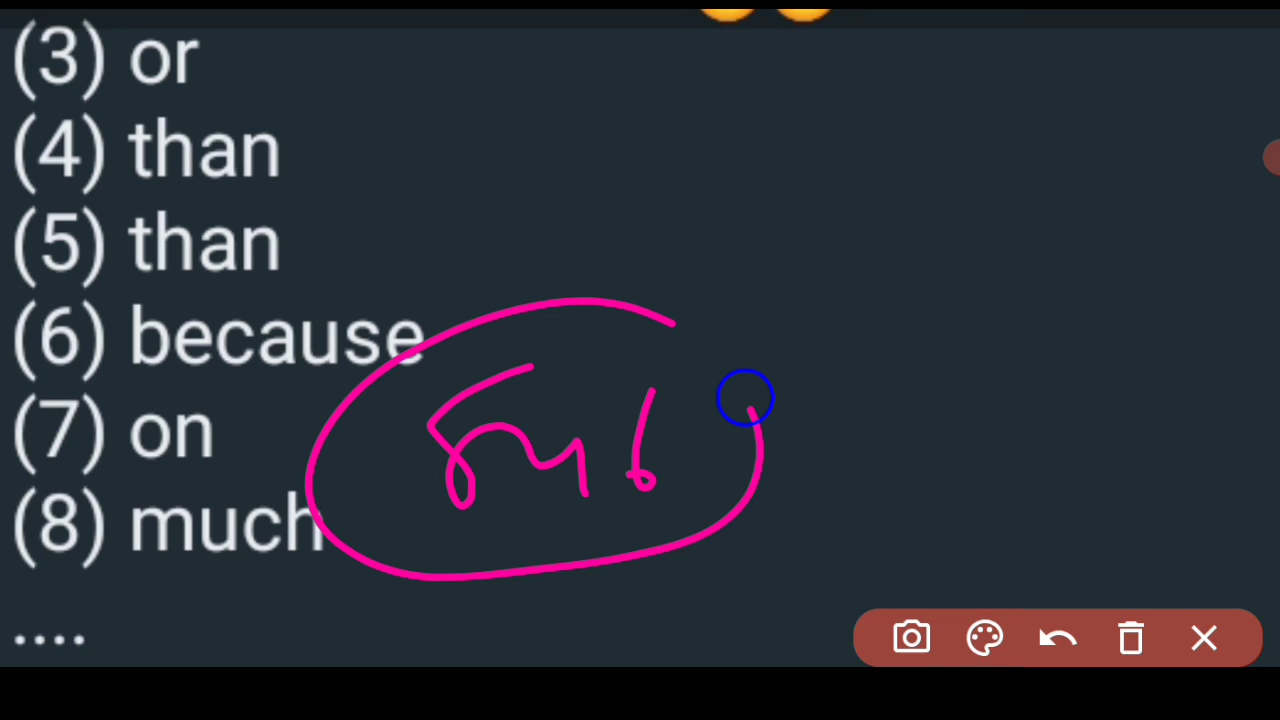 (3) or
(4) than
(5) than
(6) because
(7) on
(8) much
....